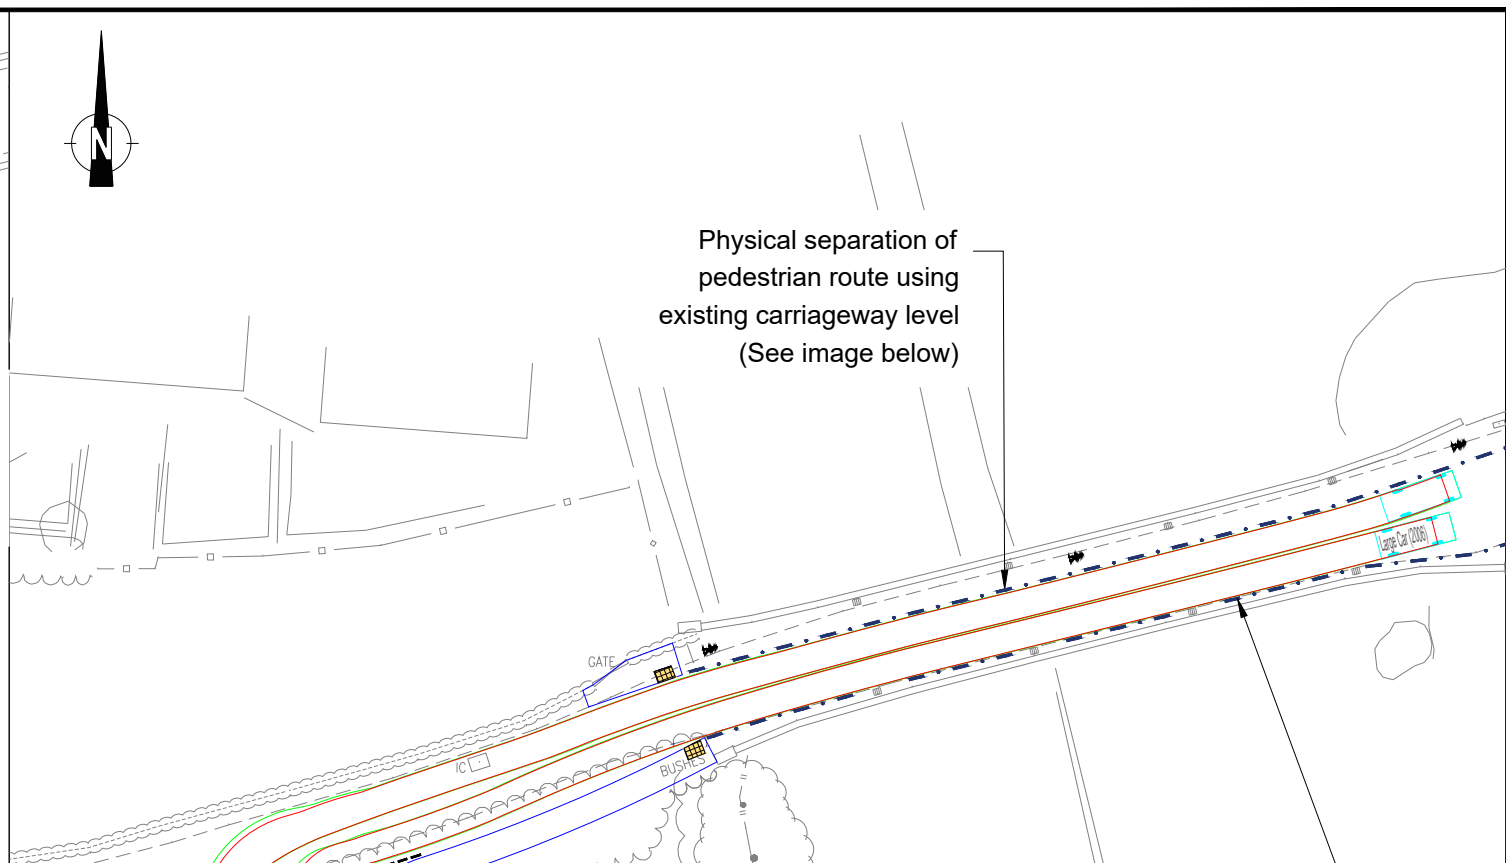 N
Physical separation of
pedestrian route using
existing carriageway level
(See image below)
Large Car (2006)
GATE
IC
BUSHES